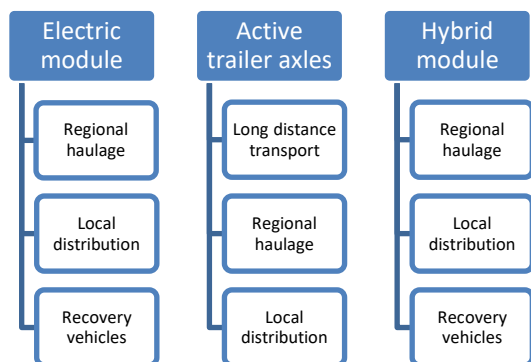 Electric
module
Regional
haulage
Local
distribution
Recovery
vehicles
Active
trailer axles
Long distance
transport
Regional
haulage
Local
distribution
Hybrid
module
Regional
haulage
Local
distribution
Recovery
vehicles